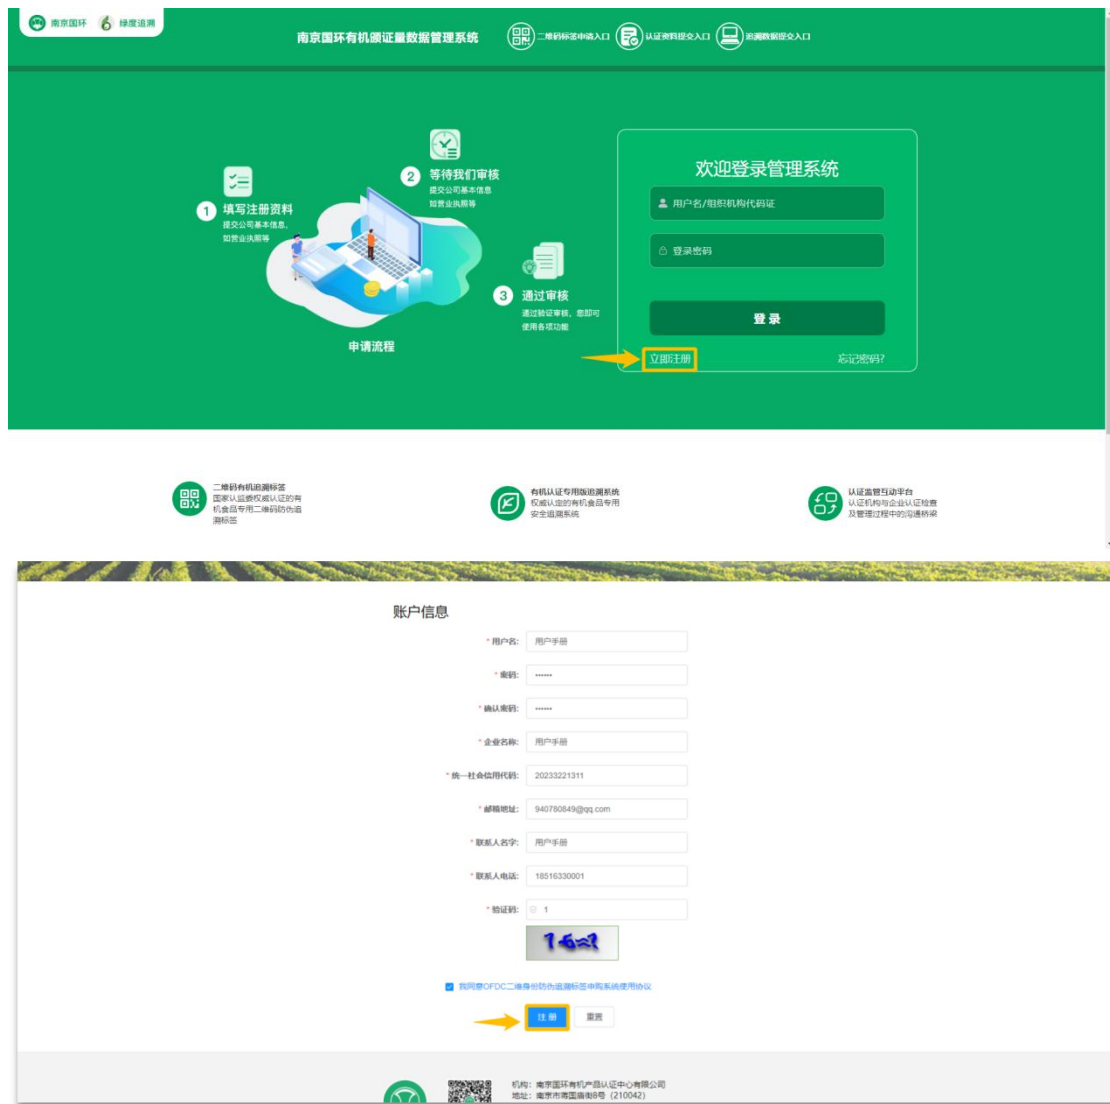 南京国环 绿度追溯
南京国环有机颁证量数据管理系统 二维码标签申请入口 认证资料提交入口 追溯数据提交入口
1 填写注册资料
提交公司基本信息,
如营业执照等
2 等待我们审核
提交公司基本信息
如营业执照等
3 通过审核
通过验证审核，您即可
使用各项功能
申请流程
欢迎登录管理系统
用户名/组织机构代码证
登录密码
登录
立即注册 忘记密码?
二维码有机追溯标签
国家认监委权威认证的有
机食品专用二维码防伪追
溯标签
有机认证专用版追溯系统
权威认定的有机食品专用
安全追溯系统
认证监管互动平台
认证机构与企业认证检查
及管理过程中的沟通桥梁
账户信息
* 用户名: 用户手册
* 密码: ••••••
* 确认密码: ••••••
* 企业名称: 用户手册
* 统一社会信用代码: 20233221311
* 邮箱地址: 940780849@qq.com
* 联系人名字: 用户手册
* 联系人电话: 18516330001
* 验证码: 1
我同意OFDC二维身份防伪追溯标签申购系统使用协议
注 册 重置
机构：南京国环有机产品认证中心有限公司
地址：南京市蒋王庙街8号 (210042)